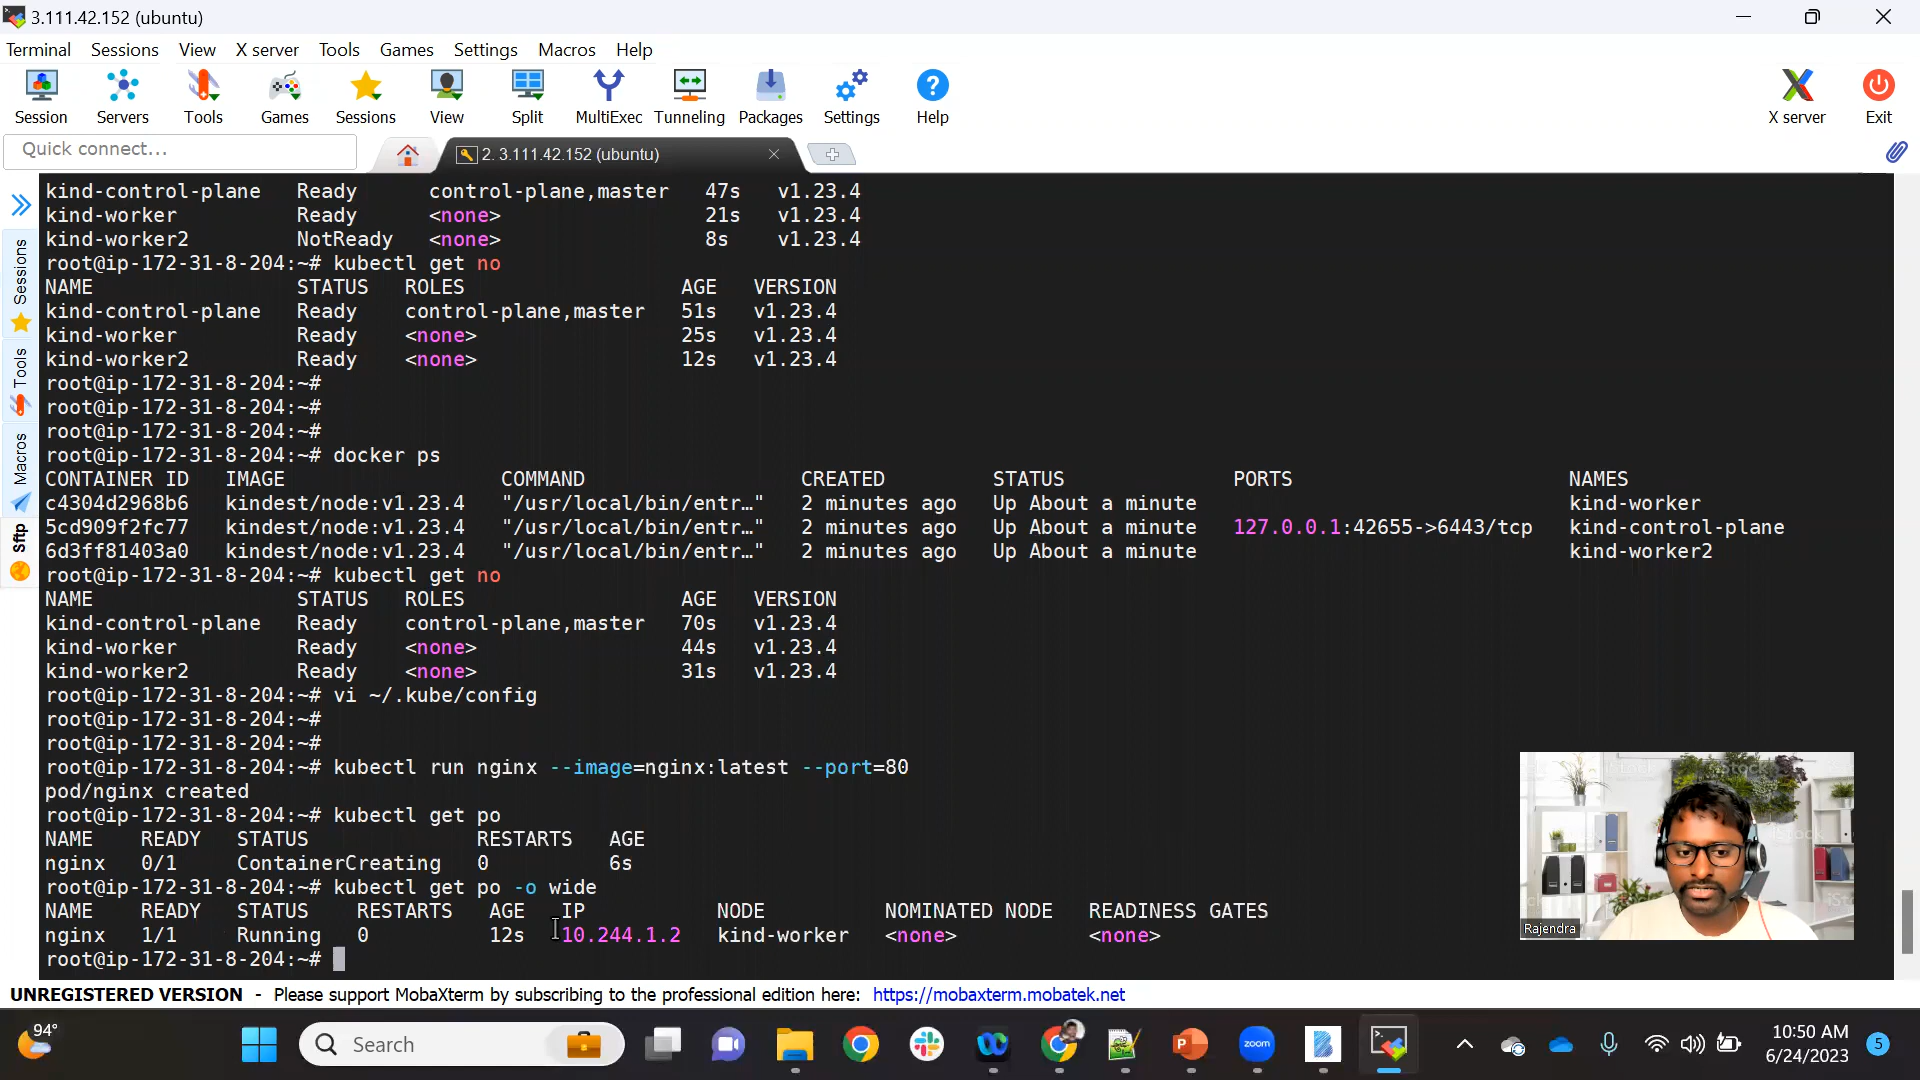 3.111.42.152 (ubuntu)
Terminal Sessions View X server Tools Games Settings Macros Help
Session Servers Tools Games Sessions View Split MultiExec Tunneling Packages Settings Help X server Exit
Quick connect...
2. 3.111.42.152 (ubuntu)
Sessions
Tools
Macros
Sftp
kind-control-plane   Ready      control-plane,master   47s   v1.23.4
kind-worker          Ready      <none>                 21s   v1.23.4
kind-worker2         NotReady   <none>                 8s    v1.23.4
root@ip-172-31-8-204:~# kubectl get no
NAME                 STATUS   ROLES                  AGE   VERSION
kind-control-plane   Ready    control-plane,master   51s   v1.23.4
kind-worker          Ready    <none>                 25s   v1.23.4
kind-worker2         Ready    <none>                 12s   v1.23.4
root@ip-172-31-8-204:~#
root@ip-172-31-8-204:~#
root@ip-172-31-8-204:~#
root@ip-172-31-8-204:~# docker ps
CONTAINER ID   IMAGE                  COMMAND                  CREATED         STATUS              PORTS                       NAMES
c4304d2968b6   kindest/node:v1.23.4   "/usr/local/bin/entr…"   2 minutes ago   Up About a minute                               kind-worker
5cd909f2fc77   kindest/node:v1.23.4   "/usr/local/bin/entr…"   2 minutes ago   Up About a minute   127.0.0.1:42655->6443/tcp   kind-control-plane
6d3ff81403a0   kindest/node:v1.23.4   "/usr/local/bin/entr…"   2 minutes ago   Up About a minute                               kind-worker2
root@ip-172-31-8-204:~# kubectl get no
NAME                 STATUS   ROLES                  AGE   VERSION
kind-control-plane   Ready    control-plane,master   70s   v1.23.4
kind-worker          Ready    <none>                 44s   v1.23.4
kind-worker2         Ready    <none>                 31s   v1.23.4
root@ip-172-31-8-204:~# vi ~/.kube/config
root@ip-172-31-8-204:~#
root@ip-172-31-8-204:~#
root@ip-172-31-8-204:~# kubectl run nginx --image=nginx:latest --port=80
pod/nginx created
root@ip-172-31-8-204:~# kubectl get po
NAME    READY   STATUS              RESTARTS   AGE
nginx   0/1     ContainerCreating   0          6s
root@ip-172-31-8-204:~# kubectl get po -o wide
NAME    READY   STATUS    RESTARTS   AGE   IP           NODE          NOMINATED NODE   READINESS GATES
nginx   1/1     Running   0          12s   10.244.1.2   kind-worker   <none>           <none>
root@ip-172-31-8-204:~#
Rajendra
UNREGISTERED VERSION - Please support MobaXterm by subscribing to the professional edition here: https://mobaxterm.mobatek.net
94°
Search
zoom
10:50 AM
6/24/2023
5